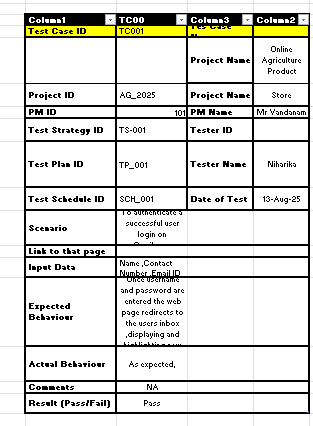 Column1 TC00 Column3 Column2
Test Case ID TC001 Test Case
Project Name Online
Agriculture
Product
Project ID AG_2025 Project Name Store
PM ID 101 PM Name Mr Vandanam
Test Strategy ID TS-001 Tester ID
Test Plan ID TP_001 Tester Name Niharika
Test Schedule ID SCH_001 Date of Test 13-Aug-25
Scenario To authenticate a
successful user
login on
Link to that page
Input Data Name ,Contact
Number ,Email ID
Expected
Behaviour
Once username
and password are
entered the web
page redirects to
the users inbox
,displaying and
Actual Behaviour As expected,
Comments NA
Result (Pass/Fail) Pass